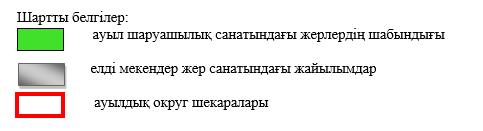 Шартты белгілер:
ауыл шаруашылық санатындағы жерлердің шабындығы
елді мекендер жер санатындағы жайылымдар
ауылдық округ шекаралары